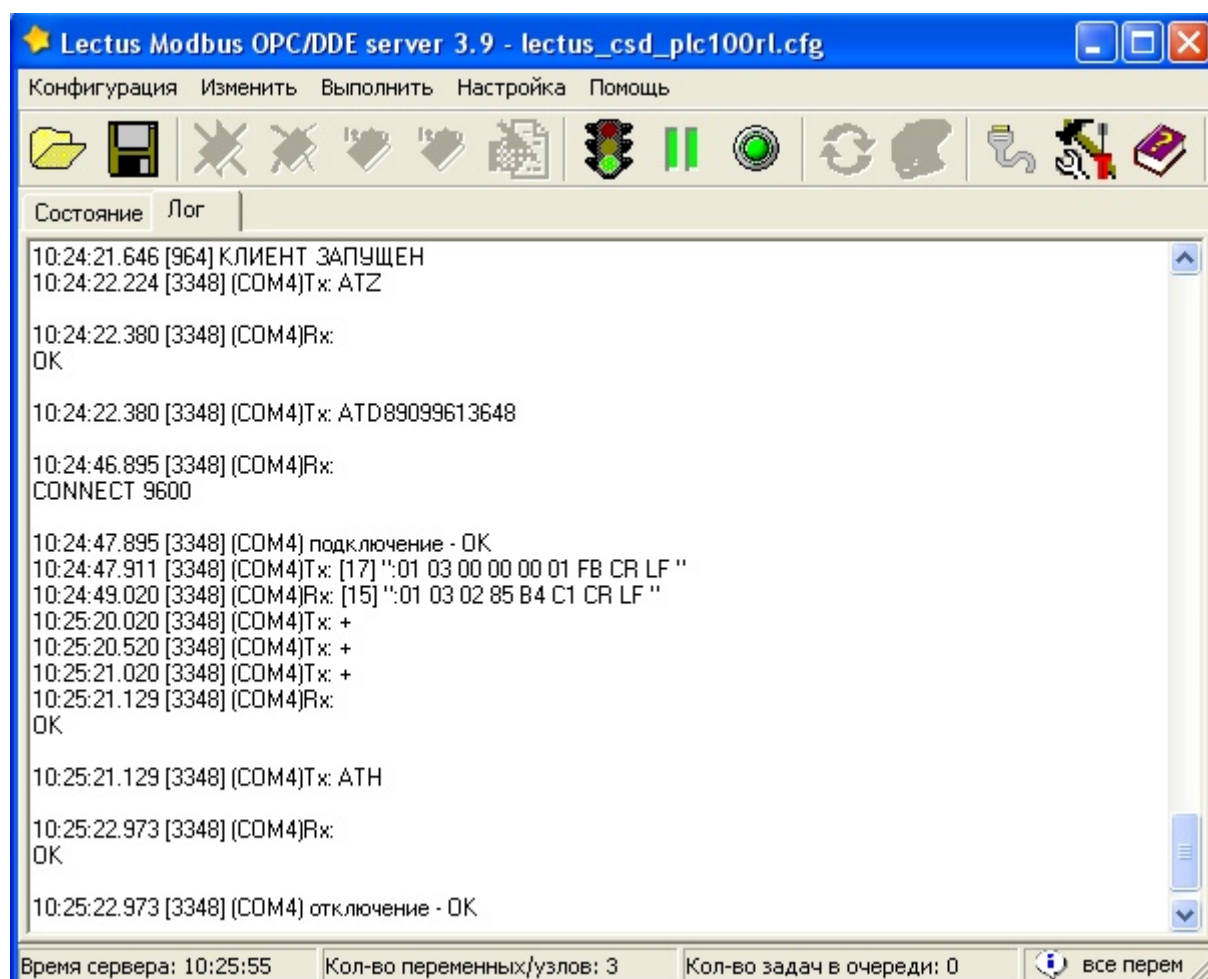 Lectus Modbus OPC/DDE server 3.9 - lectus_csd_plc100rl.cfg
Конфигурация Изменить Выполнить Настройка Помощь
Состояние Лог
10:24:21.646 [964] КЛИЕНТ ЗАПУЩЕН
10:24:22.224 [3348] (COM4)Tx: ATZ
10:24:22.380 [3348] (COM4)Rx:
OK
10:24:22.380 [3348] (COM4)Tx: ATD89099613648
10:24:46.895 [3348] (COM4)Rx:
CONNECT 9600
10:24:47.895 [3348] (COM4) подключение - OK
10:24:47.911 [3348] (COM4)Tx: [17] ":01 03 00 00 00 01 FB CR LF "
10:24:49.020 [3348] (COM4)Rx: [15] ":01 03 02 85 B4 C1 CR LF "
10:25:20.020 [3348] (COM4)Tx: +
10:25:20.520 [3348] (COM4)Tx: +
10:25:21.020 [3348] (COM4)Tx: +
10:25:21.129 [3348] (COM4)Rx:
OK
10:25:21.129 [3348] (COM4)Tx: ATH
10:25:22.973 [3348] (COM4)Rx:
OK
10:25:22.973 [3348] (COM4) отключение - OK
Время сервера: 10:25:55 Кол-во переменных/узлов: 3 Кол-во задач в очереди: 0 все перем